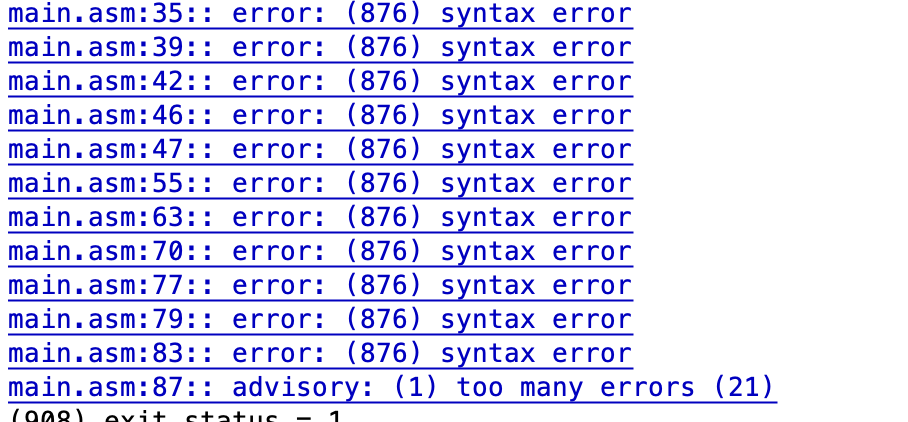 main.asm:35:: error: (876) syntax error
main.asm:39:: error: (876) syntax error
main.asm:42:: error: (876) syntax error
main.asm:46:: error: (876) syntax error
main.asm:47:: error: (876) syntax error
main.asm:55:: error: (876) syntax error
main.asm:63:: error: (876) syntax error
main.asm:70:: error: (876) syntax error
main.asm:77:: error: (876) syntax error
main.asm:79:: error: (876) syntax error
main.asm:83:: error: (876) syntax error
main.asm:87:: advisory: (1) too many errors (21)
(908) exit status = 1